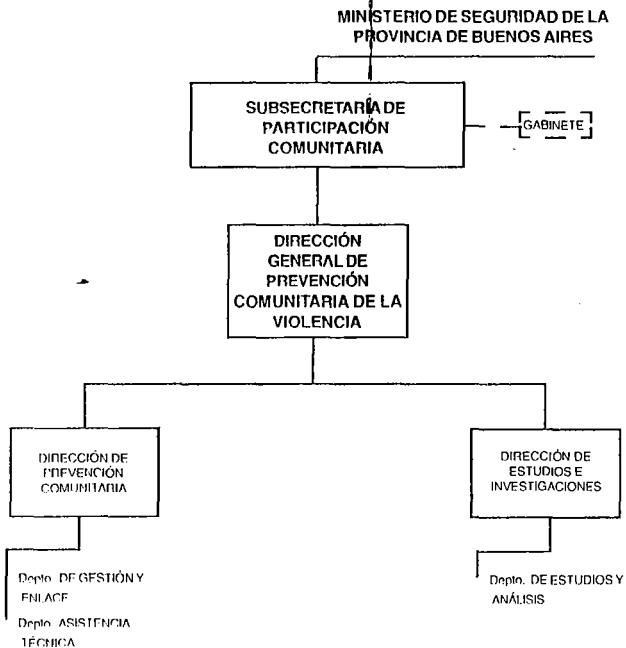 MINISTERIO DE SEGURIDAD DE LA
PROVINCIA DE BUENOS AIRES
SUBSECRETARÍA DE
PARTICIPACIÓN
COMUNITARIA
GABINETE
DIRECCIÓN
GENERAL DE
PREVENCIÓN
COMUNITARIA DE LA
VIOLENCIA
DIRECCIÓN DE
PREVENCIÓN
COMUNITARIA
DIRECCIÓN DE
ESTUDIOS E
INVESTIGACIONES
Depto. DE GESTIÓN Y
ENLACE
Depto. ASISTENCIA
TÉCNICA
Depto. DE ESTUDIOS Y
ANÁLISIS